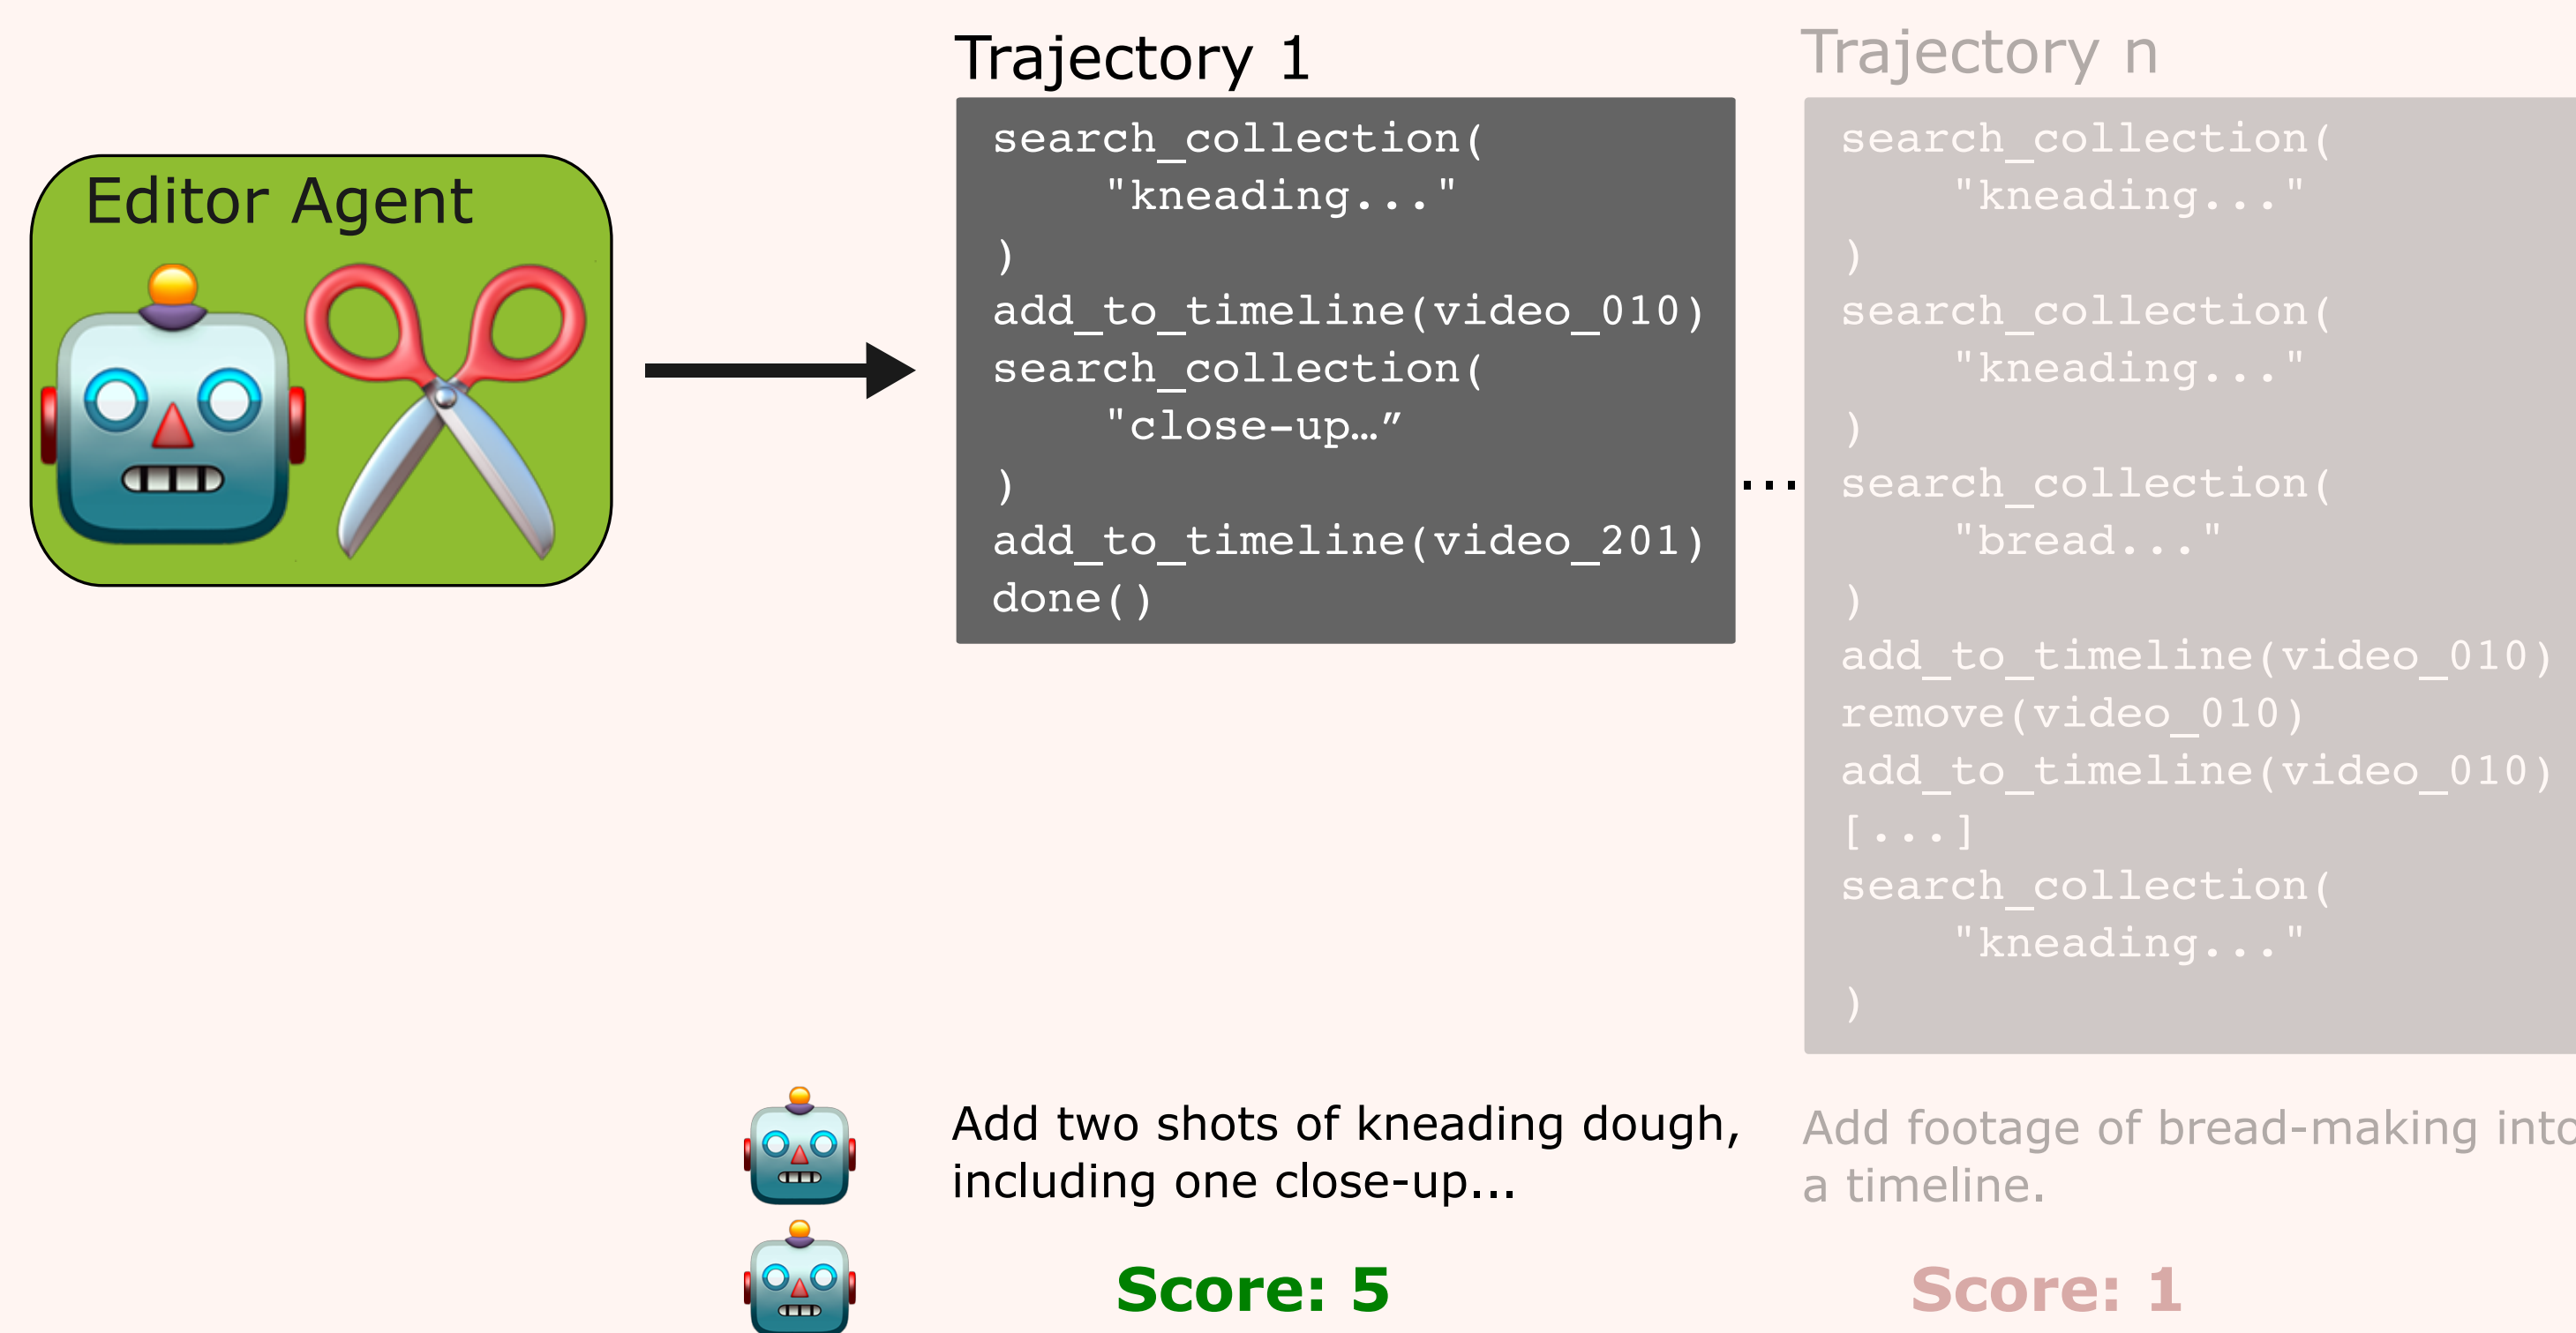 Editor Agent
Trajectory 1
search_collection(
"kneading..."
)
add_to_timeline(video_010)
search_collection(
"close-up…”
)
add_to_timeline(video_201)
done()
...
Trajectory n
search_collection(
"kneading..."
)
search_collection(
"kneading..."
)
search_collection(
"bread..."
)
add_to_timeline(video_010)
remove(video_010)
add_to_timeline(video_010)
[...]
search_collection(
"kneading..."
)
Add two shots of kneading dough,
including one close-up...
Score: 5
Add footage of bread-making into
a timeline.
Score: 1